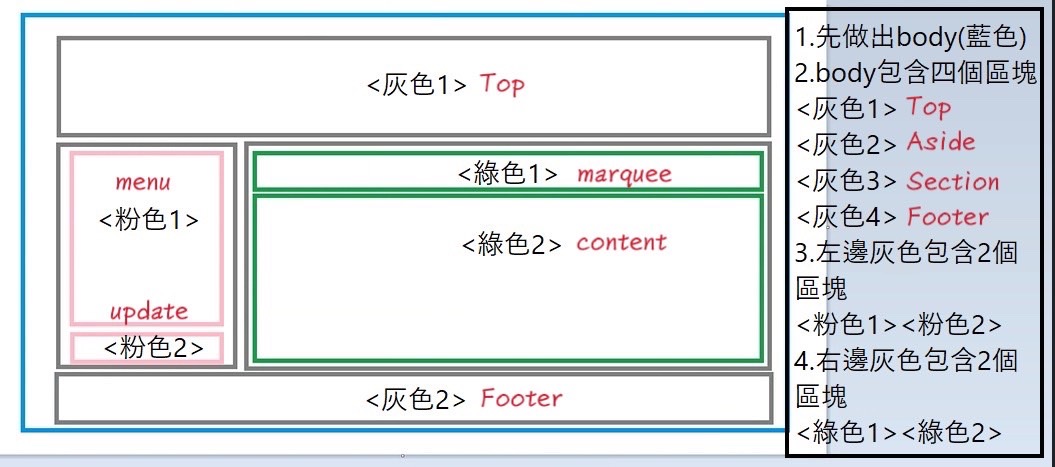 <灰色1> Top
menu
<粉色1>
update
<粉色2>
<綠色1> marquee
<綠色2> content
<灰色2> Footer
1.先做出body(藍色)
2.body包含四個區塊
<灰色1> Top
<灰色2> Aside
<灰色3> Section
<灰色4> Footer
3.左邊灰色包含2個
區塊
<粉色1><粉色2>
4.右邊灰色包含2個
區塊
<綠色1><綠色2>